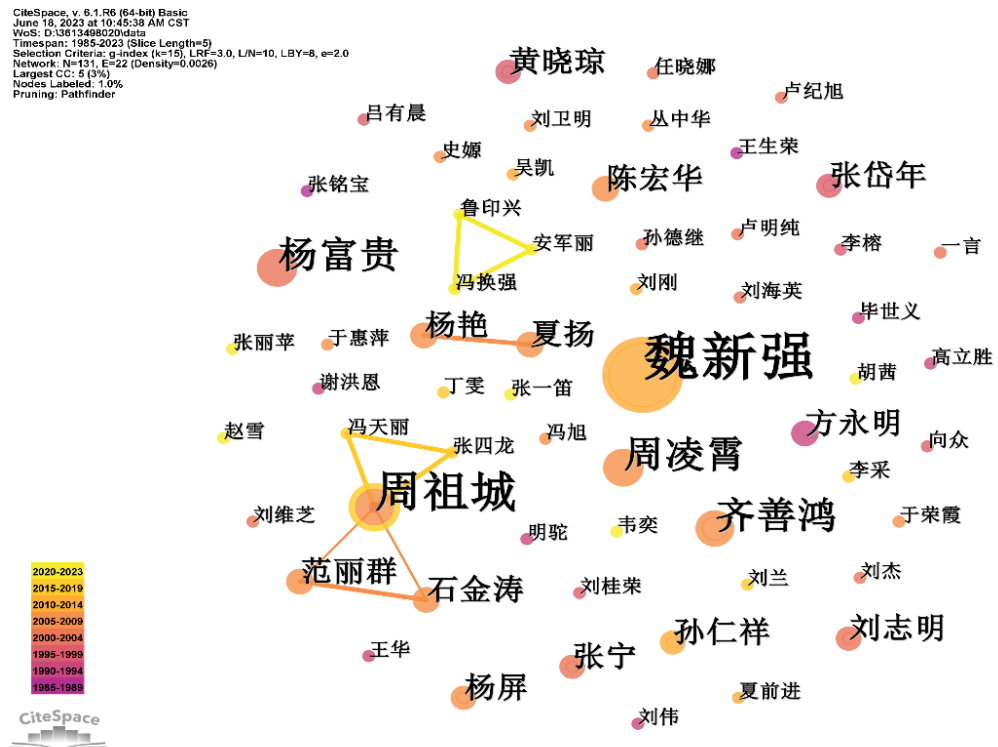 CiteSpace, v. 6.1.R6 (64-bit) Basic
June 18, 2023 at 10:45:38 AM CST
WoS: D:\3613498020\data
Timespan: 1985-2023 (Slice Length=5)
Selection Criteria: g-index (k=15), LRF=3.0, L/N=10, LBY=8, e=2.0
Network: N=131, E=22 (Density=0.0026)
Largest CC: 5 (3%)
Nodes Labeled: 1.0%
Pruning: Pathfinder
黄晓琼
任晓娜
卢纪旭
吕有晨
刘卫明
丛中华
史嫄
王生荣
吴凯
张铭宝
陈宏华
张岱年
鲁印兴
安军丽
孙德继
卢明纯
李榕
一言
杨富贵
冯换强
刘刚
刘海英
毕世义
杨艳
夏扬
张丽苹
于惠萍
魏新强
高立胜
谢洪恩
丁雯
张一笛
胡茜
赵雪
冯天丽
张四龙
冯旭
方永明
向众
周凌霄
李采
周祖城
刘维芝
明驼
韦奕
齐善鸿
于荣霞
范丽群
石金涛
刘桂荣
刘兰
刘杰
孙仁祥
刘志明
王华
张宁
杨屏
夏前进
刘伟
2020-2023
2015-2019
2010-2014
2005-2009
2000-2004
1995-1999
1990-1994
1985-1989
CiteSpace